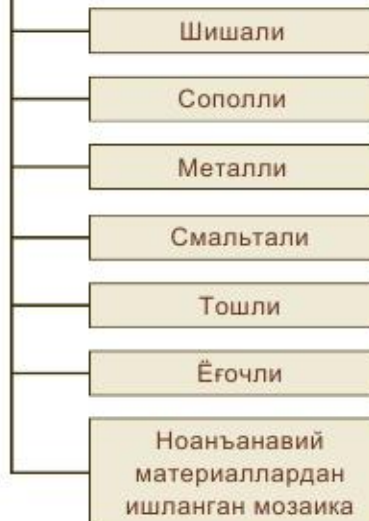 Шишали
Сополли
Металли
Смальтали
Тошли
Ёғочли
Ноанъанавий
материаллардан
ишланган мозаика